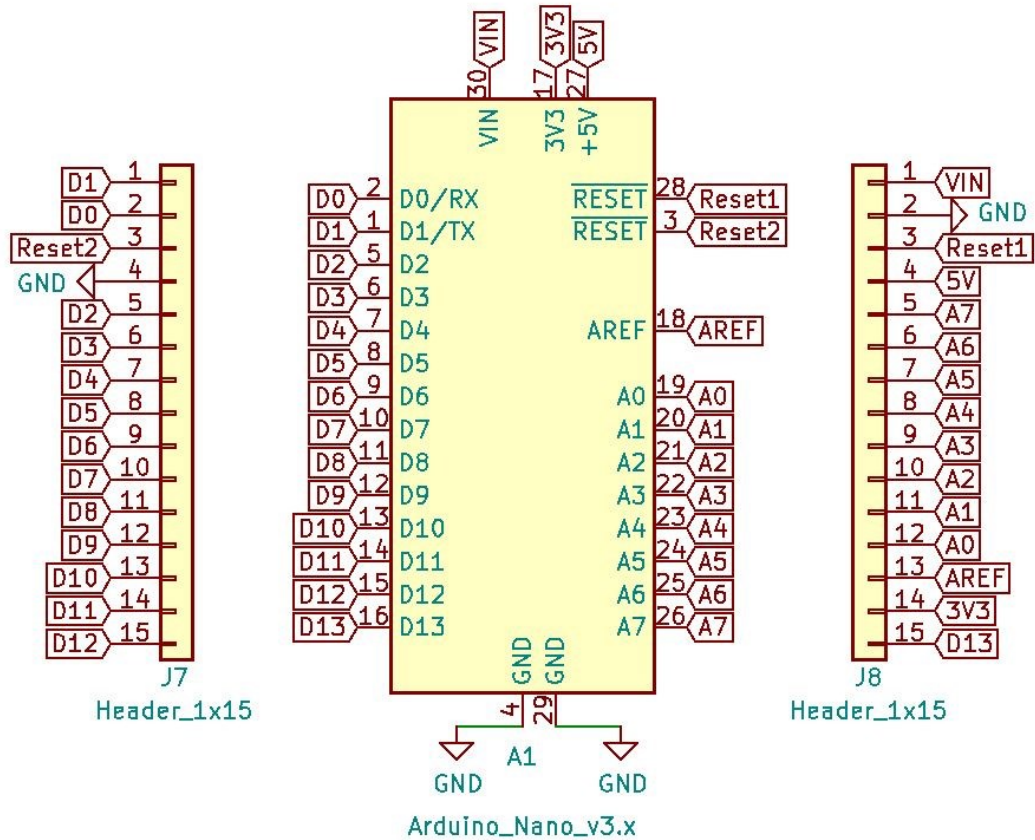 VIN 3V3 5V
30 17 27
VIN 3V3 +5V
D1 1
D0 2
Reset2 3
GND 4
D2 5
D3 6
D4 7
D5 8
D6 9
D7 10
D8 11
D9 12
D10 13
D11 14
D12 15
J7
Header_1x15
D0 2 D0/RX
D1 1 D1/TX
D2 5 D2
D3 6 D3
D4 7 D4
D5 8 D5
D6 9 D6
D7 10 D7
D8 11 D8
D9 12 D9
D10 13 D10
D11 14 D11
D12 15 D12
D13 16 D13
RESET 28 Reset1
RESET 3 Reset2
AREF 18 AREF
A0 19 A0
A1 20 A1
A2 21 A2
A3 22 A3
A4 23 A4
A5 24 A5
A6 25 A6
A7 26 A7
GND GND
4 29
GND GND
A1
Arduino_Nano_v3.x
1 VIN
2 GND
3 Reset1
4 5V
5 A7
6 A6
7 A5
8 A4
9 A3
10 A2
11 A1
12 A0
13 AREF
14 3V3
15 D13
J8
Header_1x15